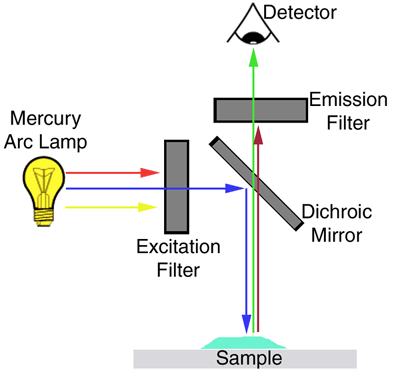 Detector
Emission
Filter
Mercury
Arc Lamp
Dichroic
Mirror
Excitation
Filter
Sample